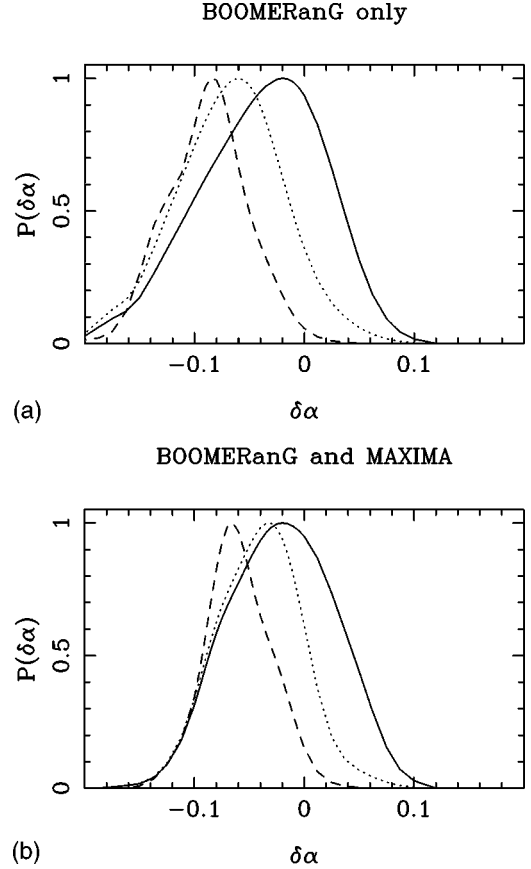 BOOMERanG only
P(δα)
1
0.5
0
−0.1
0
0.1
(a)
δα
BOOMERanG and MAXIMA
P(δα)
1
0.5
0
−0.1
0
0.1
(b)
δα